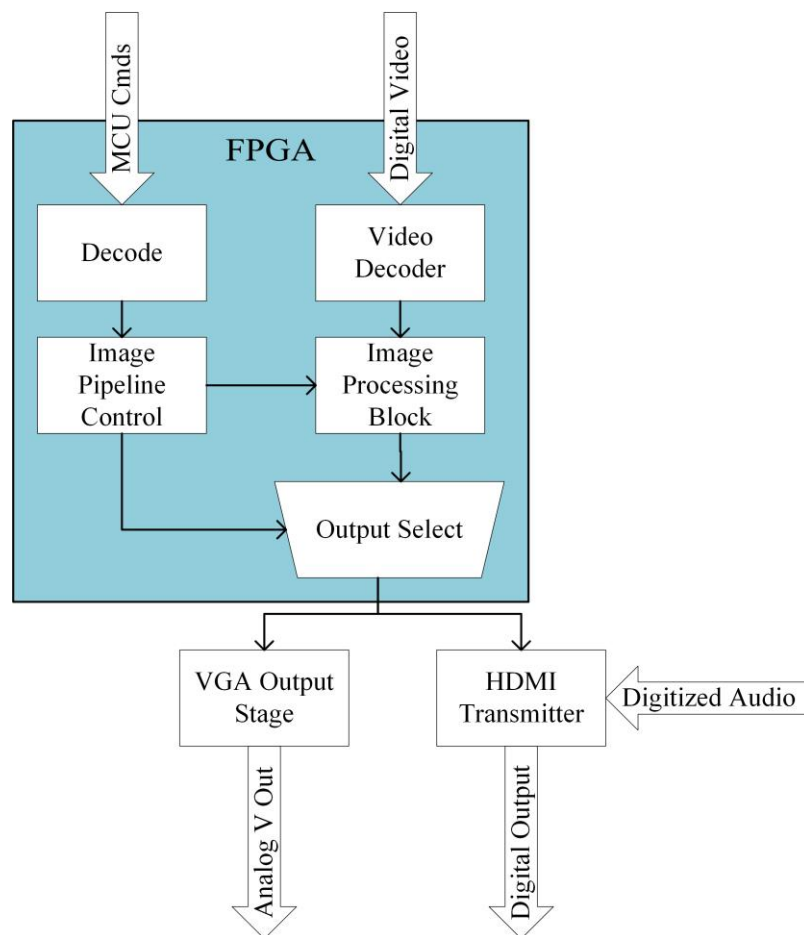 MCU Cmds
Digital Video
FPGA
Decode
Video
Decoder
Image
Pipeline
Control
Image
Processing
Block
Output Select
VGA Output
Stage
HDMI
Transmitter
Digitized Audio
Analog V Out
Digital Output